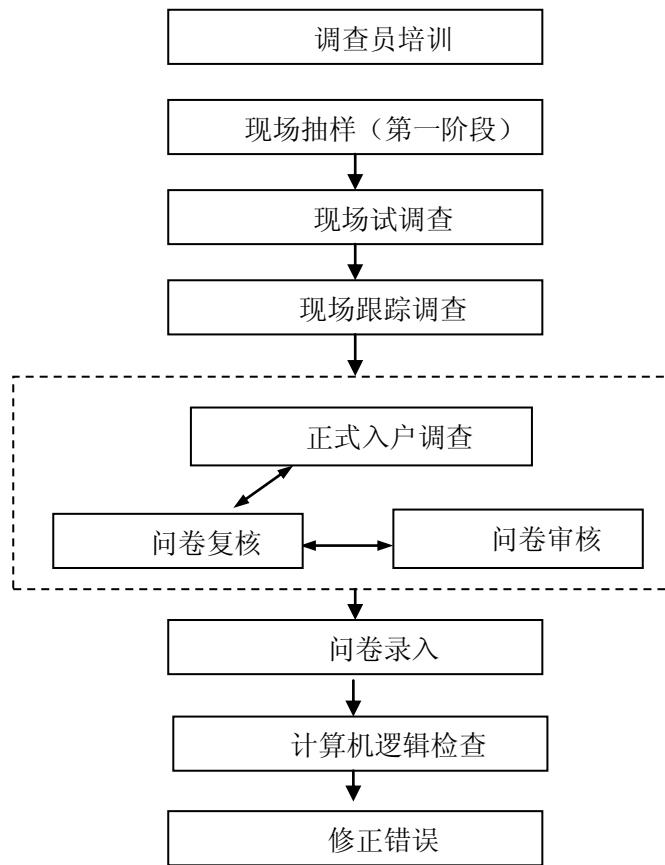 调查员培训
现场抽样（第一阶段）
现场试调查
现场跟踪调查
正式入户调查
问卷复核
问卷审核
问卷录入
计算机逻辑检查
修正错误